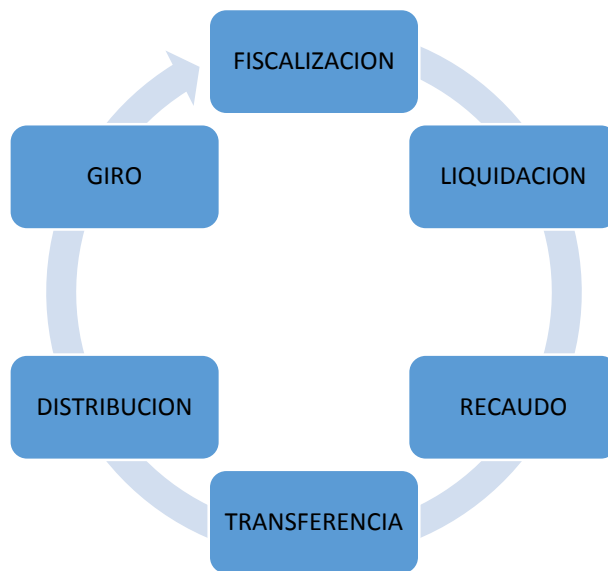 FISCALIZACION
LIQUIDACION
RECAUDO
TRANSFERENCIA
DISTRIBUCION
GIRO